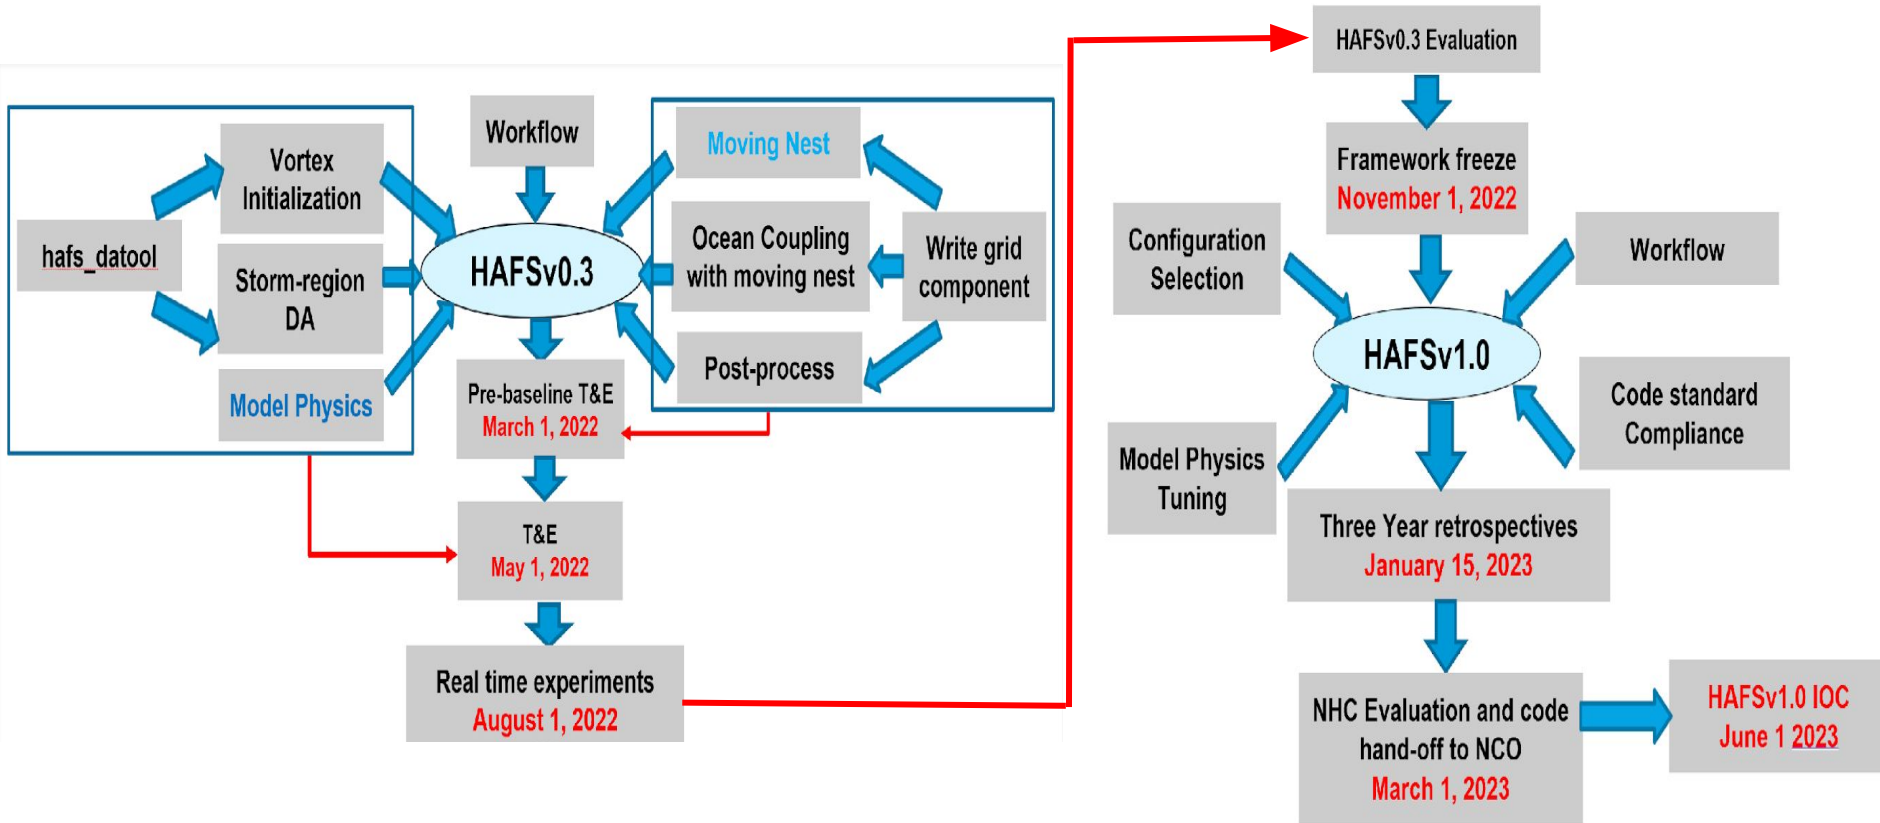 hafs_datool
Vortex
Initialization
Storm-region
DA
Model Physics
Workflow
HAFSv0.3
Moving Nest
Ocean Coupling
with moving nest
Post-process
Write grid
component
Pre-baseline T&E
March 1, 2022
T&E
May 1, 2022
Real time experiments
August 1, 2022
HAFSv0.3 Evaluation
Framework freeze
November 1, 2022
Configuration
Selection
Workflow
HAFSv1.0
Model Physics
Tuning
Code standard
Compliance
Three Year retrospectives
January 15, 2023
NHC Evaluation and code
hand-off to NCO
March 1, 2023
HAFSv1.0 IOC
June 1 2023